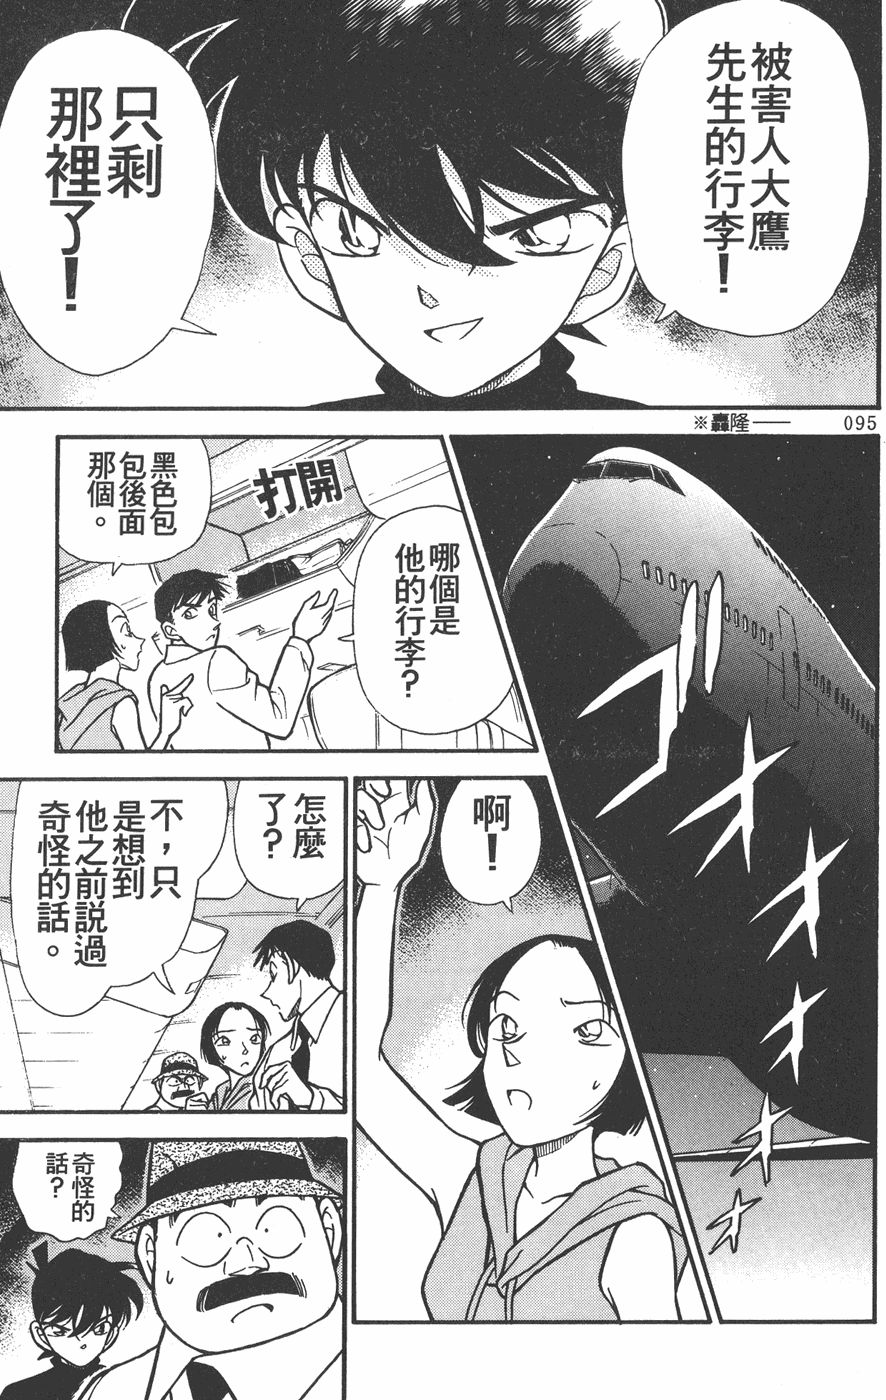 被害人大鷹
先生的行李！
只剩
那裡了！
※轟隆——
095
ゴオオオオオ
哪個是
他的行李？
打開
黑色包
包後面
那個。
啊！
怎麼
了？
不，只
是想到
他之前說過
奇怪的話。
奇怪的
話？